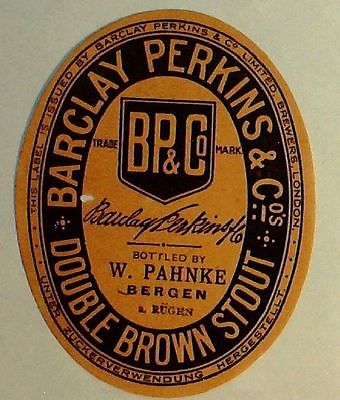 THIS LABEL IS ISSUED BY BARCLAY PERKINS & Co LIMITED, BREWERS LONDON.
BARCLAY PERKINS & Co's
TRADE BP&Co MARK
Barclay Perkins & Co
BOTTLED BY
W. PAHNKE
BERGEN
a. RÜGEN
DOUBLE BROWN STOUT
UNTER ZUCKERVERWENDUNG HERGESTELLT